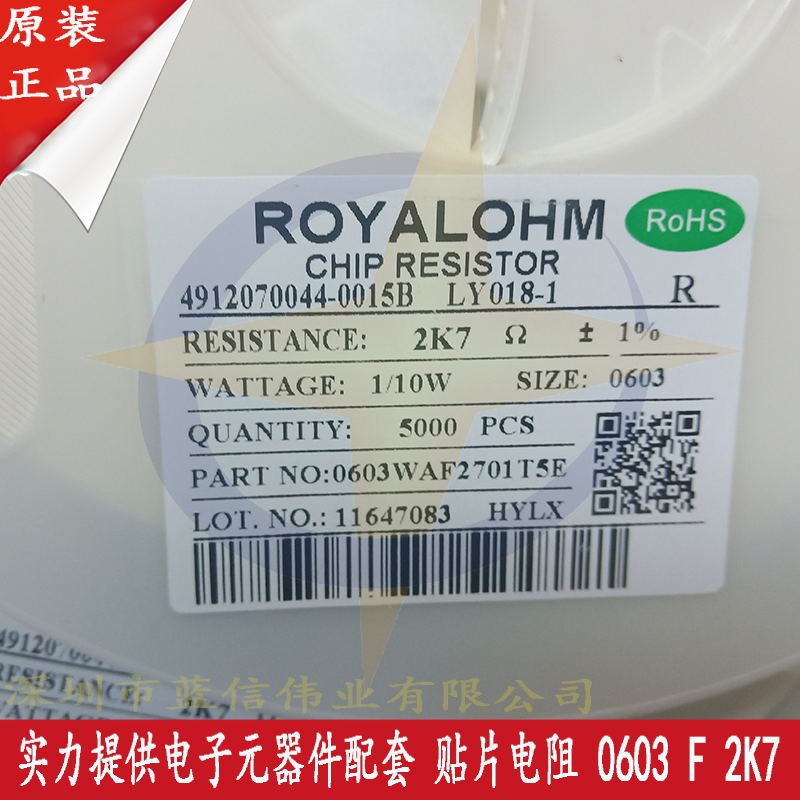 原装
正品
ROYALOHM
RoHS
CHIP RESISTOR
4912070044-0015B LY018-1 R
RESISTANCE: 2K7 Ω ± 1%
WATTAGE: 1/10W SIZE: 0603
QUANTITY: 5000 PCS
PART NO:0603WAF2701T5E
LOT. NO.: 11647083 HYLX
RESISTANCE
2K7
WATTAGE
深圳市蓝信伟业有限公司
实力提供电子元器件配套 贴片电阻 0603 F 2K7